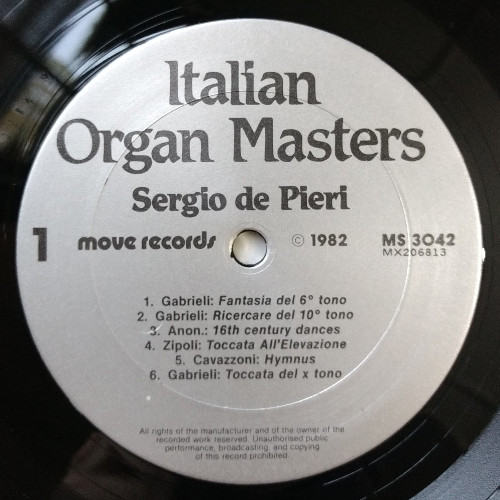 Italian
Organ Masters
Sergio de Pieri
1 move records © 1982 MS 3042
MX206813
1. Gabrieli: Fantasia del 6° tono
2. Gabrieli: Ricercare del 10° tono
3. Anon.: 16th century dances
4. Zipoli: Toccata All'Elevazione
5. Cavazzoni: Hymnus
6. Gabrieli: Toccata del x tono
All rights of the manufacturer and of the owner of the
recorded work reserved. Unauthorised public
performance, broadcasting, and copying
of this record prohibited.